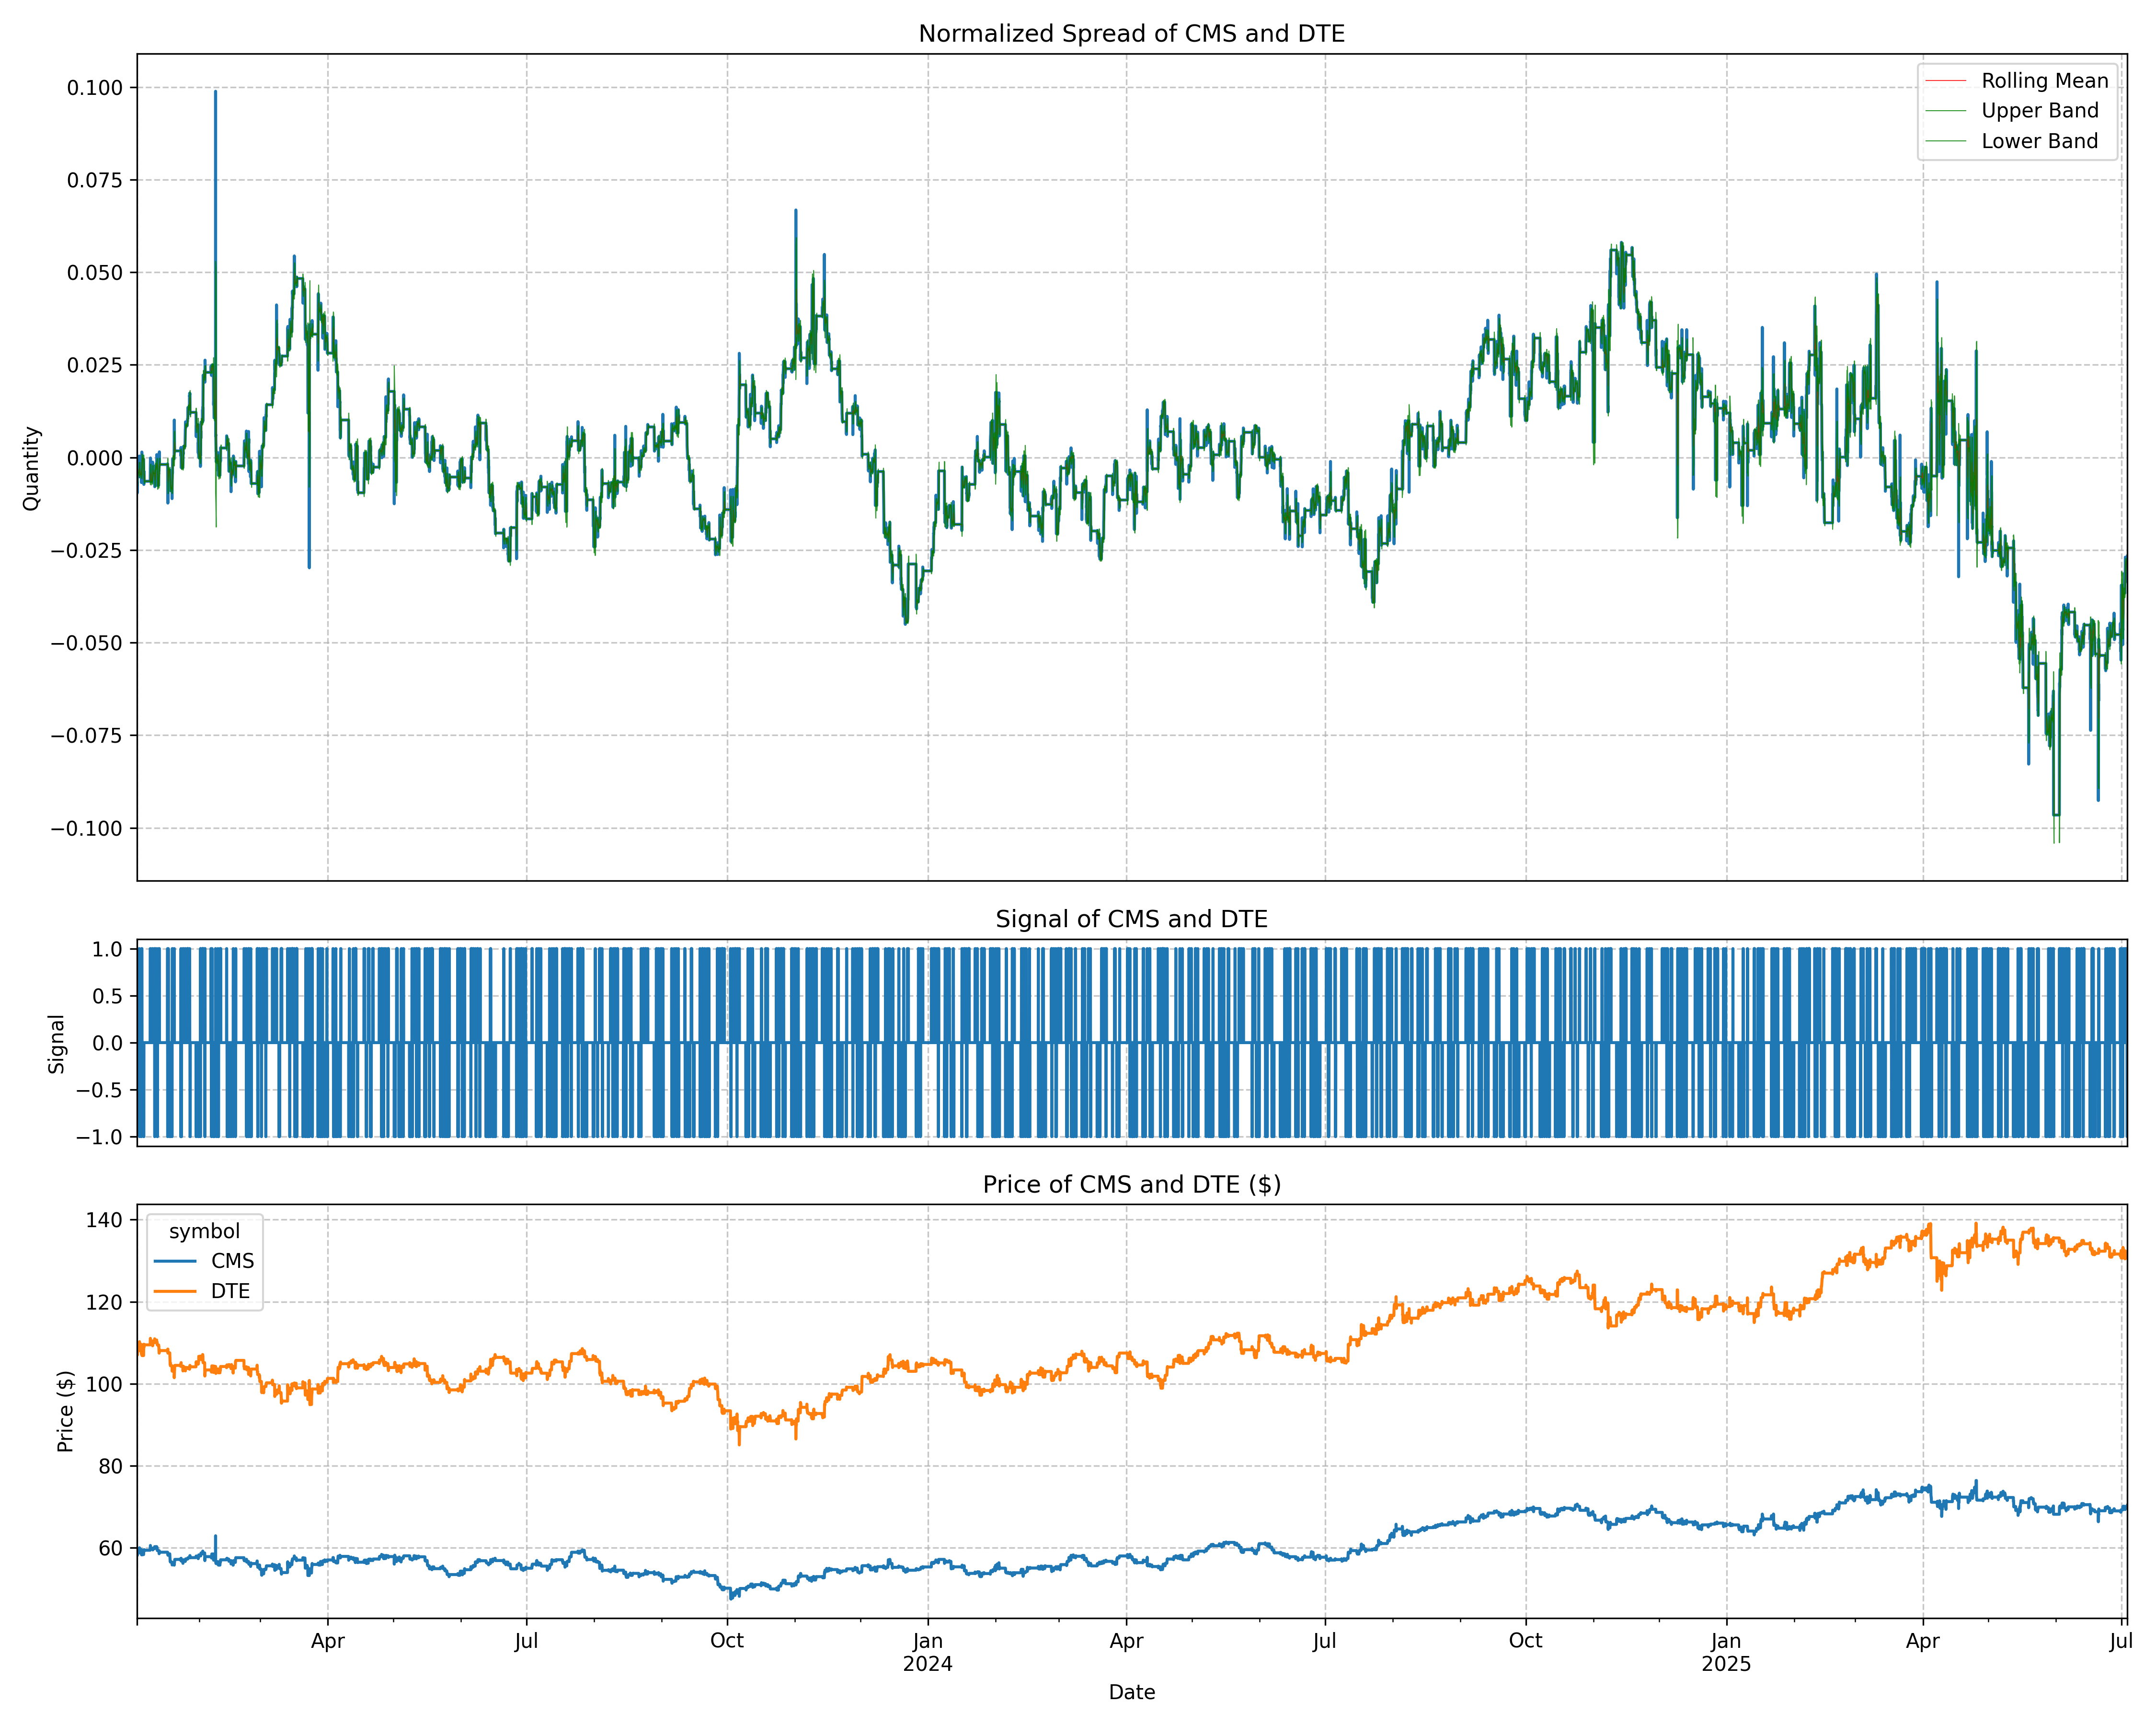 Normalized Spread of CMS and DTE
0.100
0.075
0.050
0.025
0.000
−0.025
−0.050
−0.075
−0.100
Quantity
Rolling Mean
Upper Band
Lower Band
Signal of CMS and DTE
1.0
0.5
0.0
−0.5
−1.0
Signal
Price of CMS and DTE ($)
140
120
100
80
60
Price ($)
symbol
CMS
DTE
Apr
Jul
Oct
Jan
2024
Apr
Jul
Oct
Jan
2025
Apr
Jul
Date